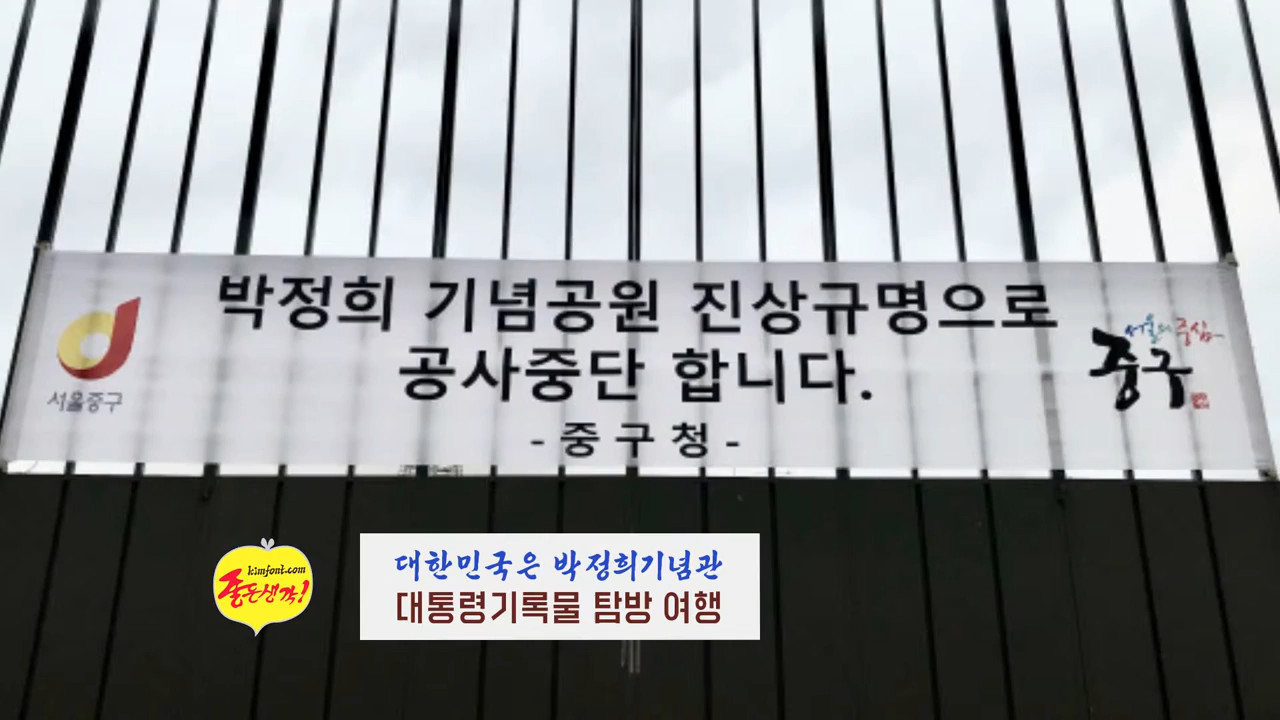 박정희 기념공원 진상규명으로
공사중단 합니다.
- 중 구 청 -
서울중구
서울의 중심
중구
kimfont.com
좋은생각!
대한민국은 박정희기념관
대통령기록물 탐방 여행